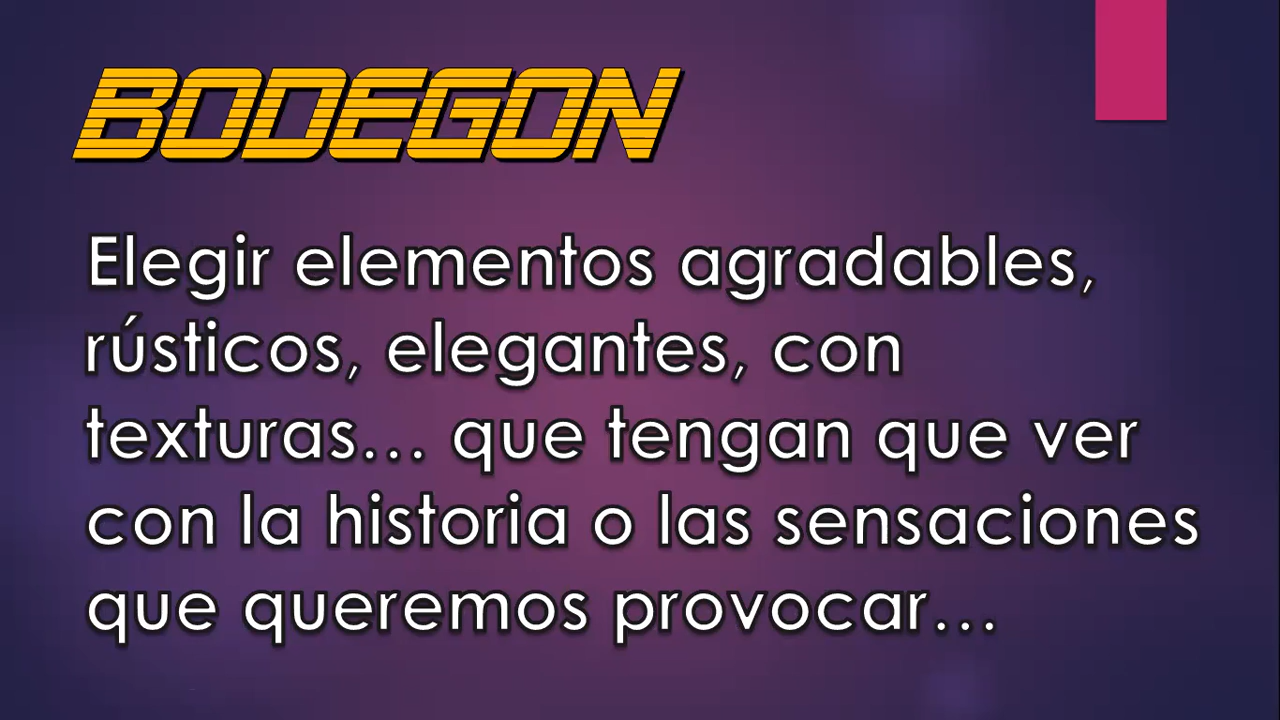 BODEGON
Elegir elementos agradables,
rústicos, elegantes, con
texturas... que tengan que ver
con la historia o las sensaciones
que queremos provocar...